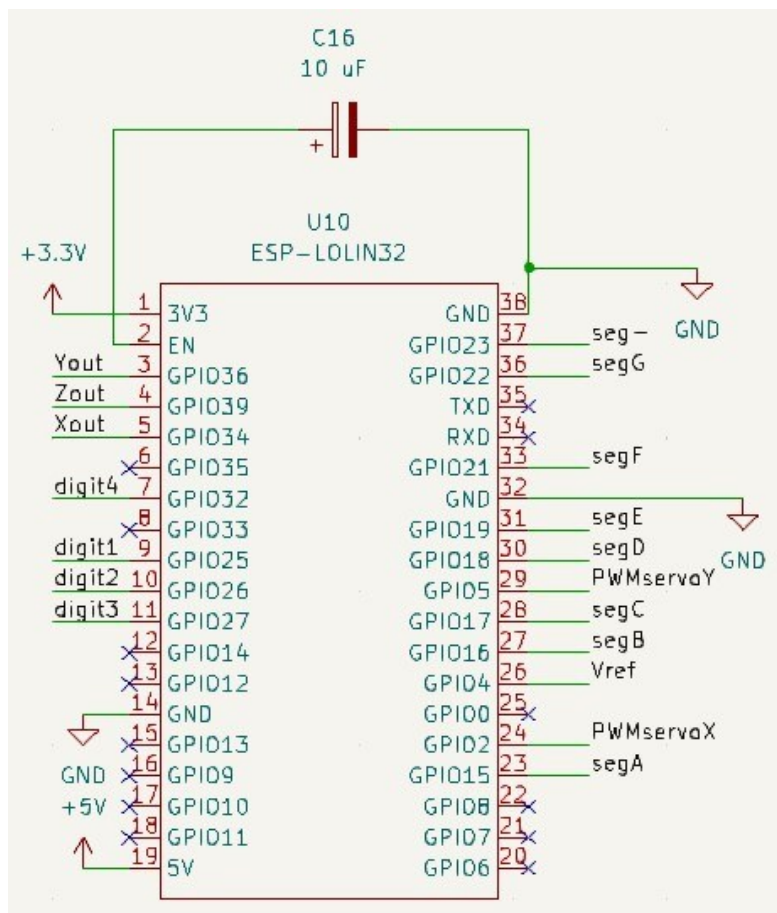 C16
10 uF
+
U10
ESP-LOLIN32
+3.3V
1 3V3 GND 38
GND
2 EN GPIO23 37 seg-
Yout 3 GPIO36 GPIO22 36 segG
Zout 4 GPIO39 TXD 35
Xout 5 GPIO34 RXD 34
6 GPIO35 GPIO21 33 segF
digit4 7 GPIO32 GND 32
GND
8 GPIO33 GPIO19 31 segE
digit1 9 GPIO25 GPIO18 30 segD
digit2 10 GPIO26 GPIO5 29 PWMservoY
digit3 11 GPIO27 GPIO17 28 segC
12 GPIO14 GPIO16 27 segB
13 GPIO12 GPIO4 26 Vref
14 GND GPIO0 25
GND
15 GPIO13 GPIO2 24 PWMservoX
16 GPIO9 GPIO15 23 segA
+5V
17 GPIO10 GPIO8 22
18 GPIO11 GPIO7 21
19 5V GPIO6 20